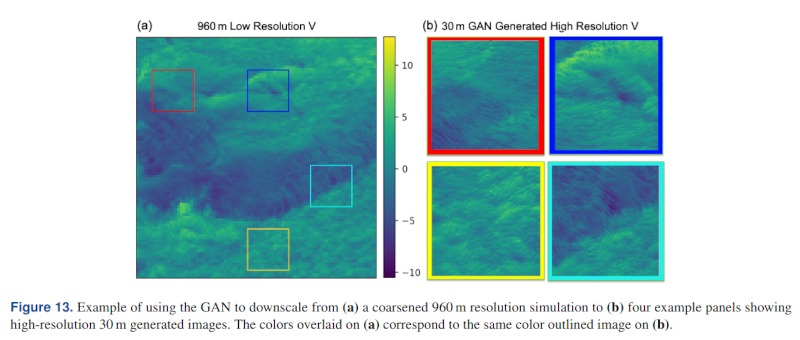 (a) 960 m Low Resolution V
(b) 30 m GAN Generated High Resolution V
10
5
0
−5
−10
Figure 13. Example of using the GAN to downscale from (a) a coarsened 960 m resolution simulation to (b) four example panels showing
high-resolution 30 m generated images. The colors overlaid on (a) correspond to the same color outlined image on (b).